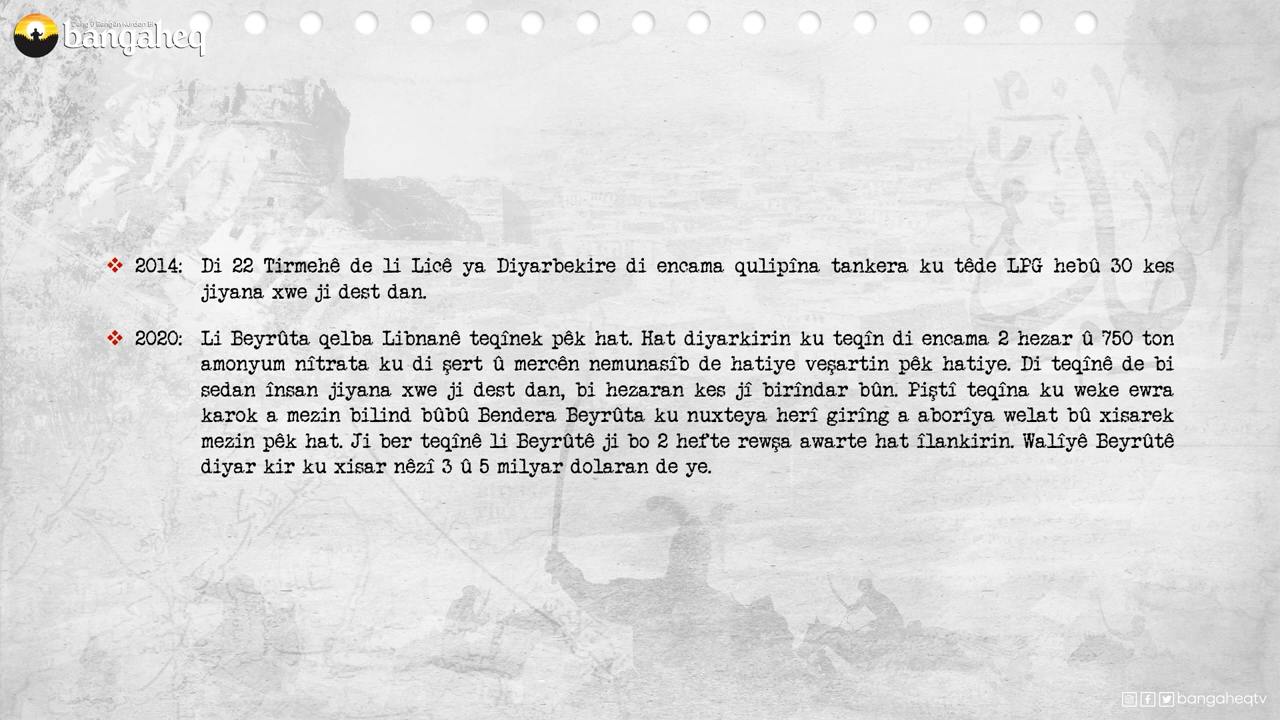 Deng û Bangên Nûrdan Bi
bangaheq
2014: Di 22 Tirmehê de li Licê ya Diyarbekire di encama qulipîna tankera ku têde LPG hebû 30 kes
jiyana xwe ji dest dan.
2020: Li Beyrûta qelba Libnanê teqînek pêk hat. Hat diyarkirin ku teqîn di encama 2 hezar û 750 ton
amonyum nîtrata ku di şert û mercên nemunasîb de hatiye veşartin pêk hatiye. Di teqînê de bi
sedan însan jiyana xwe ji dest dan, bi hezaran kes jî birîndar bûn. Piştî teqîna ku weke ewra
karok a mezin bilind bûbû Bendera Beyrûta ku nuxteya herî girîng a aborîya welat bû xisarek
mezin pêk hat. Ji ber teqînê li Beyrûtê ji bo 2 hefte rewşa awarte hat îlankirin. Walîyê Beyrûtê
diyar kir ku xisar nêzî 3 û 5 milyar dolaran de ye.
bangaheqtv